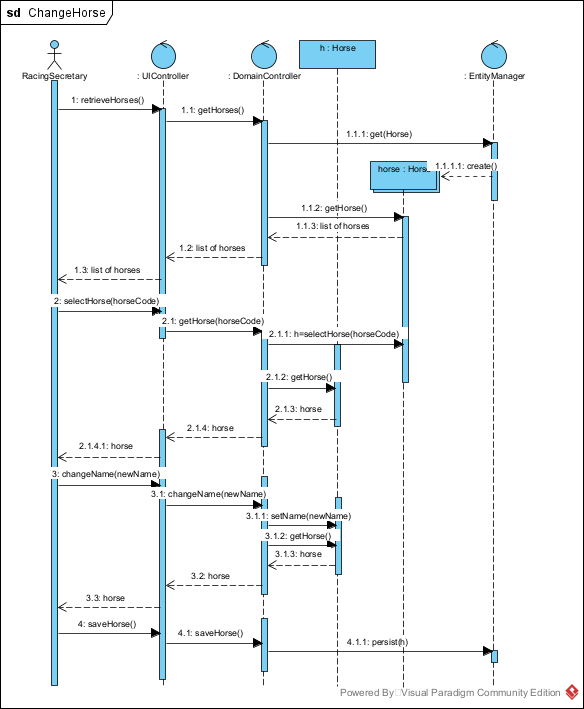 sd ChangeHorse
h : Horse
RacingSecretary
: UIController
: DomainController
: EntityManager
1: retrieveHorses()
1.1: getHorses()
1.1.1: get(Horse)
horse : Hors
1.1.1.1: create()
1.1.2: getHorse()
1.1.3: list of horses
1.2: list of horses
1.3: list of horses
2: selectHorse(horseCode)
2.1: getHorse(horseCode)
2.1.1: h=selectHorse(horseCode)
2.1.2: getHorse()
2.1.3: horse
2.1.4: horse
2.1.4.1: horse
3: changeName(newName)
3.1: changeName(newName)
3.1.1: setName(newName)
3.1.2: getHorse()
3.1.3: horse
3.2: horse
3.3: horse
4: saveHorse()
4.1: saveHorse()
4.1.1: persist(h)
Powered By Visual Paradigm Community Edition